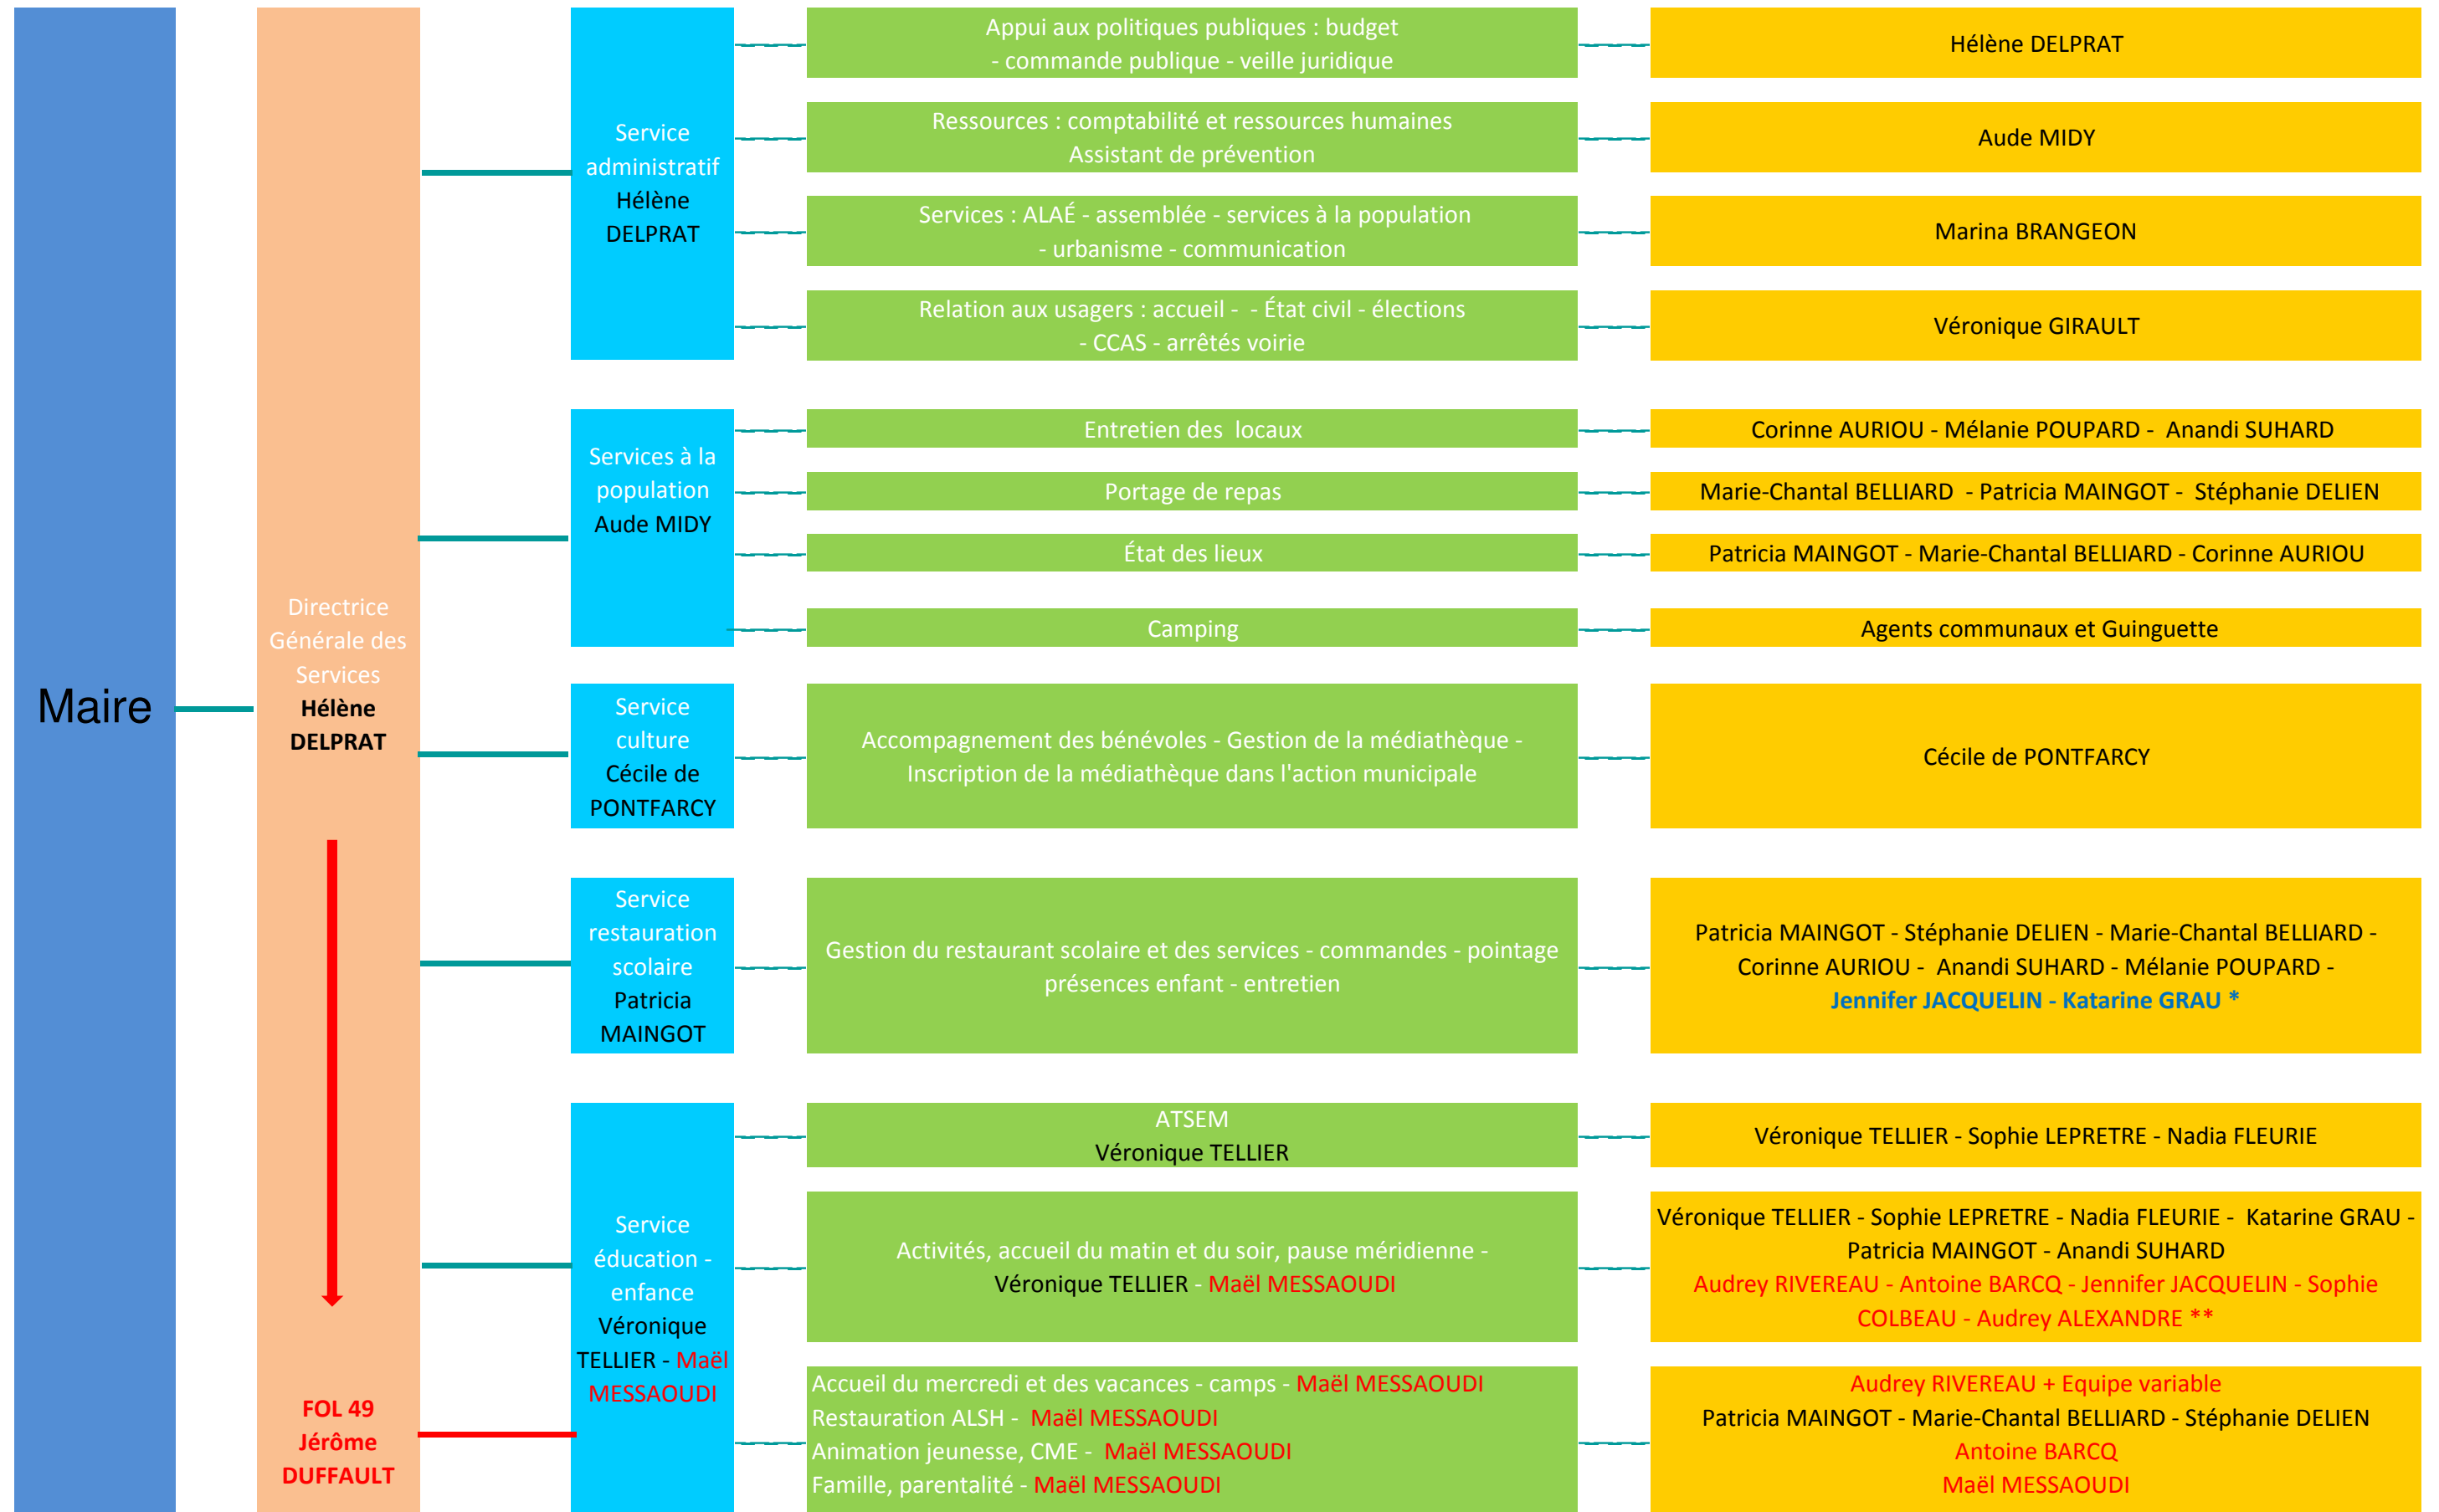 Maire
Directrice
Générale des
Services
Hélène
DELPRAT
FOL 49
Jérôme
DUFFAULT
Service
administratif
Hélène
DELPRAT
Appui aux politiques publiques : budget
- commande publique - veille juridique
Hélène DELPRAT
Ressources : comptabilité et ressources humaines
Assistant de prévention
Aude MIDY
Services : ALAÉ - assemblée - services à la population
- urbanisme - communication
Marina BRANGEON
Relation aux usagers : accueil -  - État civil - élections
- CCAS - arrêtés voirie
Véronique GIRAULT
Services à la
population
Aude MIDY
Entretien des  locaux
Corinne AURIOU - Mélanie POUPARD -  Anandi SUHARD
Portage de repas
Marie-Chantal BELLIARD  - Patricia MAINGOT -  Stéphanie DELIEN
État des lieux
Patricia MAINGOT - Marie-Chantal BELLIARD - Corinne AURIOU
Camping
Agents communaux et Guinguette
Service
culture
Cécile de
PONTFARCY
Accompagnement des bénévoles - Gestion de la médiathèque -
Inscription de la médiathèque dans l'action municipale
Cécile de PONTFARCY
Service
restauration
scolaire
Patricia
MAINGOT
Gestion du restaurant scolaire et des services - commandes - pointage
présences enfant - entretien
Patricia MAINGOT - Stéphanie DELIEN - Marie-Chantal BELLIARD -
Corinne AURIOU -  Anandi SUHARD - Mélanie POUPARD -
Jennifer JACQUELIN - Katarine GRAU *
Service
éducation -
enfance
Véronique
TELLIER - Maël
MESSAOUDI
ATSEM
Véronique TELLIER
Véronique TELLIER - Sophie LEPRETRE - Nadia FLEURIE
Activités, accueil du matin et du soir, pause méridienne -
Véronique TELLIER - Maël MESSAOUDI
Véronique TELLIER - Sophie LEPRETRE - Nadia FLEURIE -  Katarine GRAU -
Patricia MAINGOT - Anandi SUHARD
Audrey RIVEREAU - Antoine BARCQ - Jennifer JACQUELIN - Sophie
COLBEAU - Audrey ALEXANDRE **
Accueil du mercredi et des vacances - camps - Maël MESSAOUDI
Restauration ALSH -  Maël MESSAOUDI
Animation jeunesse, CME -  Maël MESSAOUDI
Famille, parentalité - Maël MESSAOUDI
Audrey RIVEREAU + Equipe variable
Patricia MAINGOT - Marie-Chantal BELLIARD - Stéphanie DELIEN
Antoine BARCQ
Maël MESSAOUDI